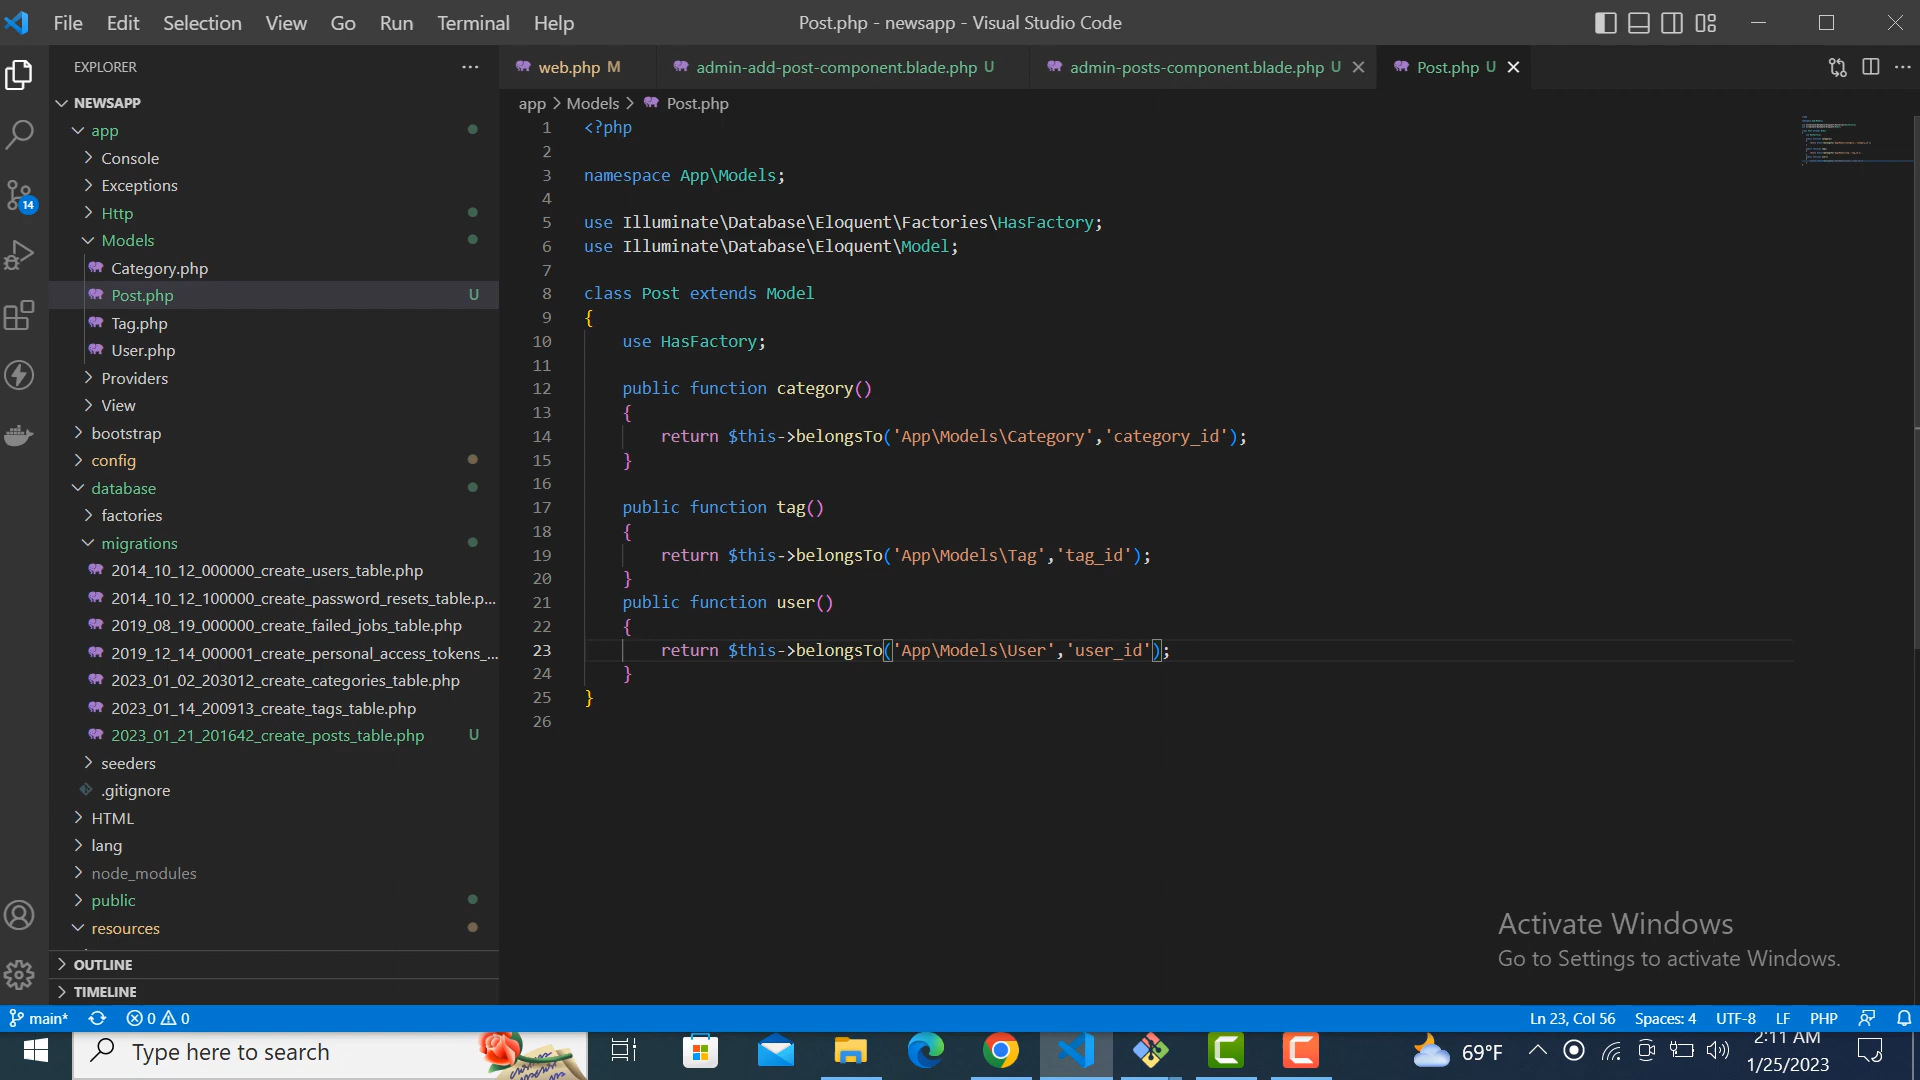 File Edit Selection View Go Run Terminal Help
Post.php - newsapp - Visual Studio Code
EXPLORER
NEWSAPP
app
Console
Exceptions
Http
Models
Category.php
Post.php U
Tag.php
User.php
Providers
View
bootstrap
config
database
factories
migrations
2014_10_12_000000_create_users_table.php
2014_10_12_100000_create_password_resets_table.p...
2019_08_19_000000_create_failed_jobs_table.php
2019_12_14_000001_create_personal_access_tokens_...
2023_01_02_203012_create_categories_table.php
2023_01_14_200913_create_tags_table.php
2023_01_21_201642_create_posts_table.php U
seeders
.gitignore
HTML
lang
node_modules
public
resources
OUTLINE
TIMELINE
14
web.php M
admin-add-post-component.blade.php U
admin-posts-component.blade.php U
Post.php U
app > Models > Post.php
1 <?php
2
3 namespace App\Models;
4
5 use Illuminate\Database\Eloquent\Factories\HasFactory;
6 use Illuminate\Database\Eloquent\Model;
7
8 class Post extends Model
9 {
10 use HasFactory;
11
12 public function category()
13 {
14 return $this->belongsTo('App\Models\Category','category_id');
15 }
16
17 public function tag()
18 {
19 return $this->belongsTo('App\Models\Tag','tag_id');
20 }
21 public function user()
22 {
23 return $this->belongsTo('App\Models\User','user_id');
24 }
25 }
26
Activate Windows
Go to Settings to activate Windows.
main* 0 0
Ln 23, Col 56 Spaces: 4 UTF-8 LF PHP
Type here to search
69°F
2:11 AM
1/25/2023